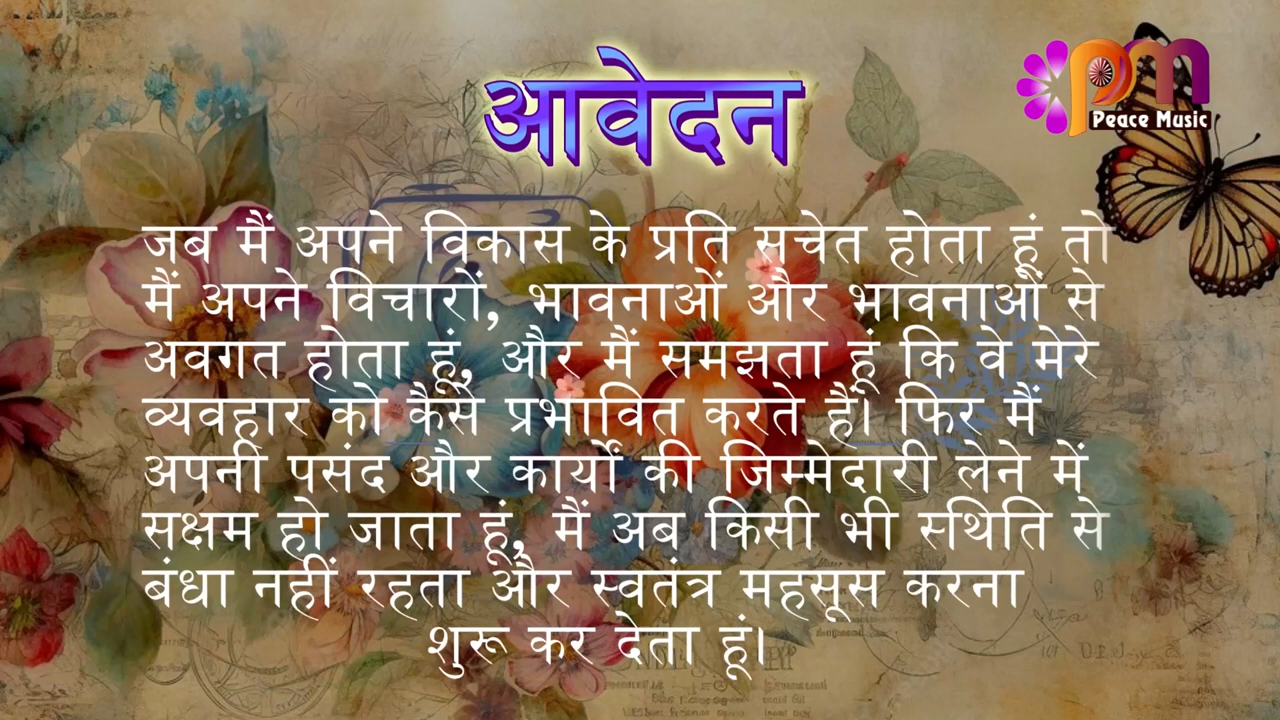 आवेदन
pm
Peace Music
जब मैं अपने विकास के प्रति सचेत होता हूं तो
मैं अपने विचारों, भावनाओं और भावनाओं से
अवगत होता हूं, और मैं समझता हूं कि वे मेरे
व्यवहार को कैसे प्रभावित करते हैं। फिर मैं
अपनी पसंद और कार्यों की जिम्मेदारी लेने में
सक्षम हो जाता हूं, मैं अब किसी भी स्थिति से
बंधा नहीं रहता और स्वतंत्र महसूस करना
शुरू कर देता हूं।